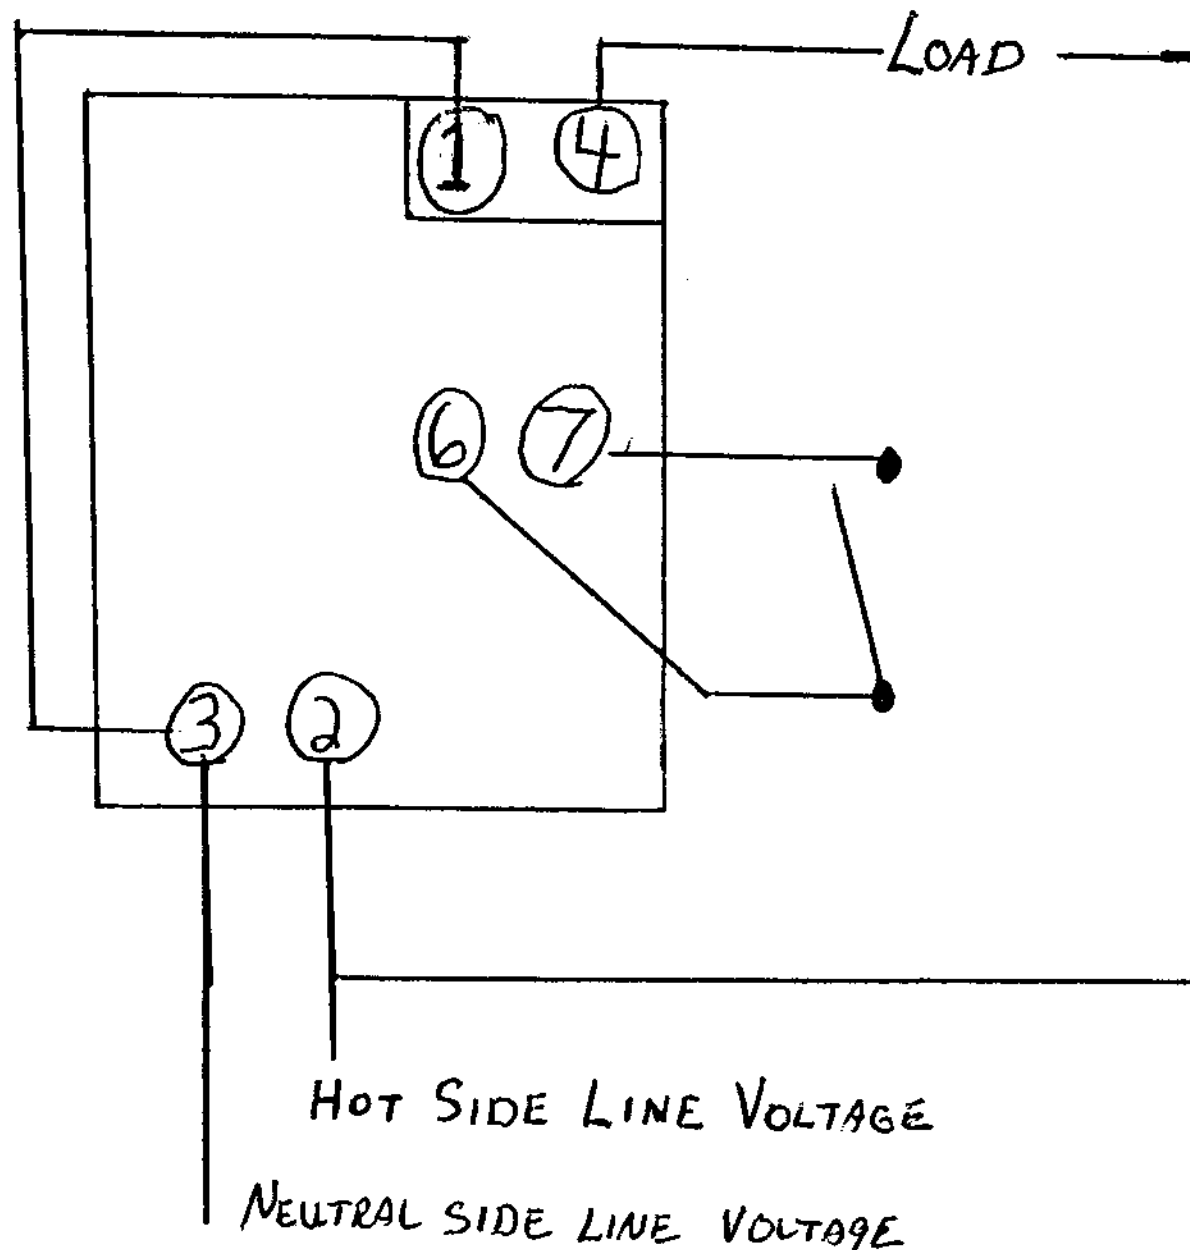 LOAD
1 4
6 7
3 2
HOT SIDE LINE VOLTAGE
NEUTRAL SIDE LINE VOLTAGE